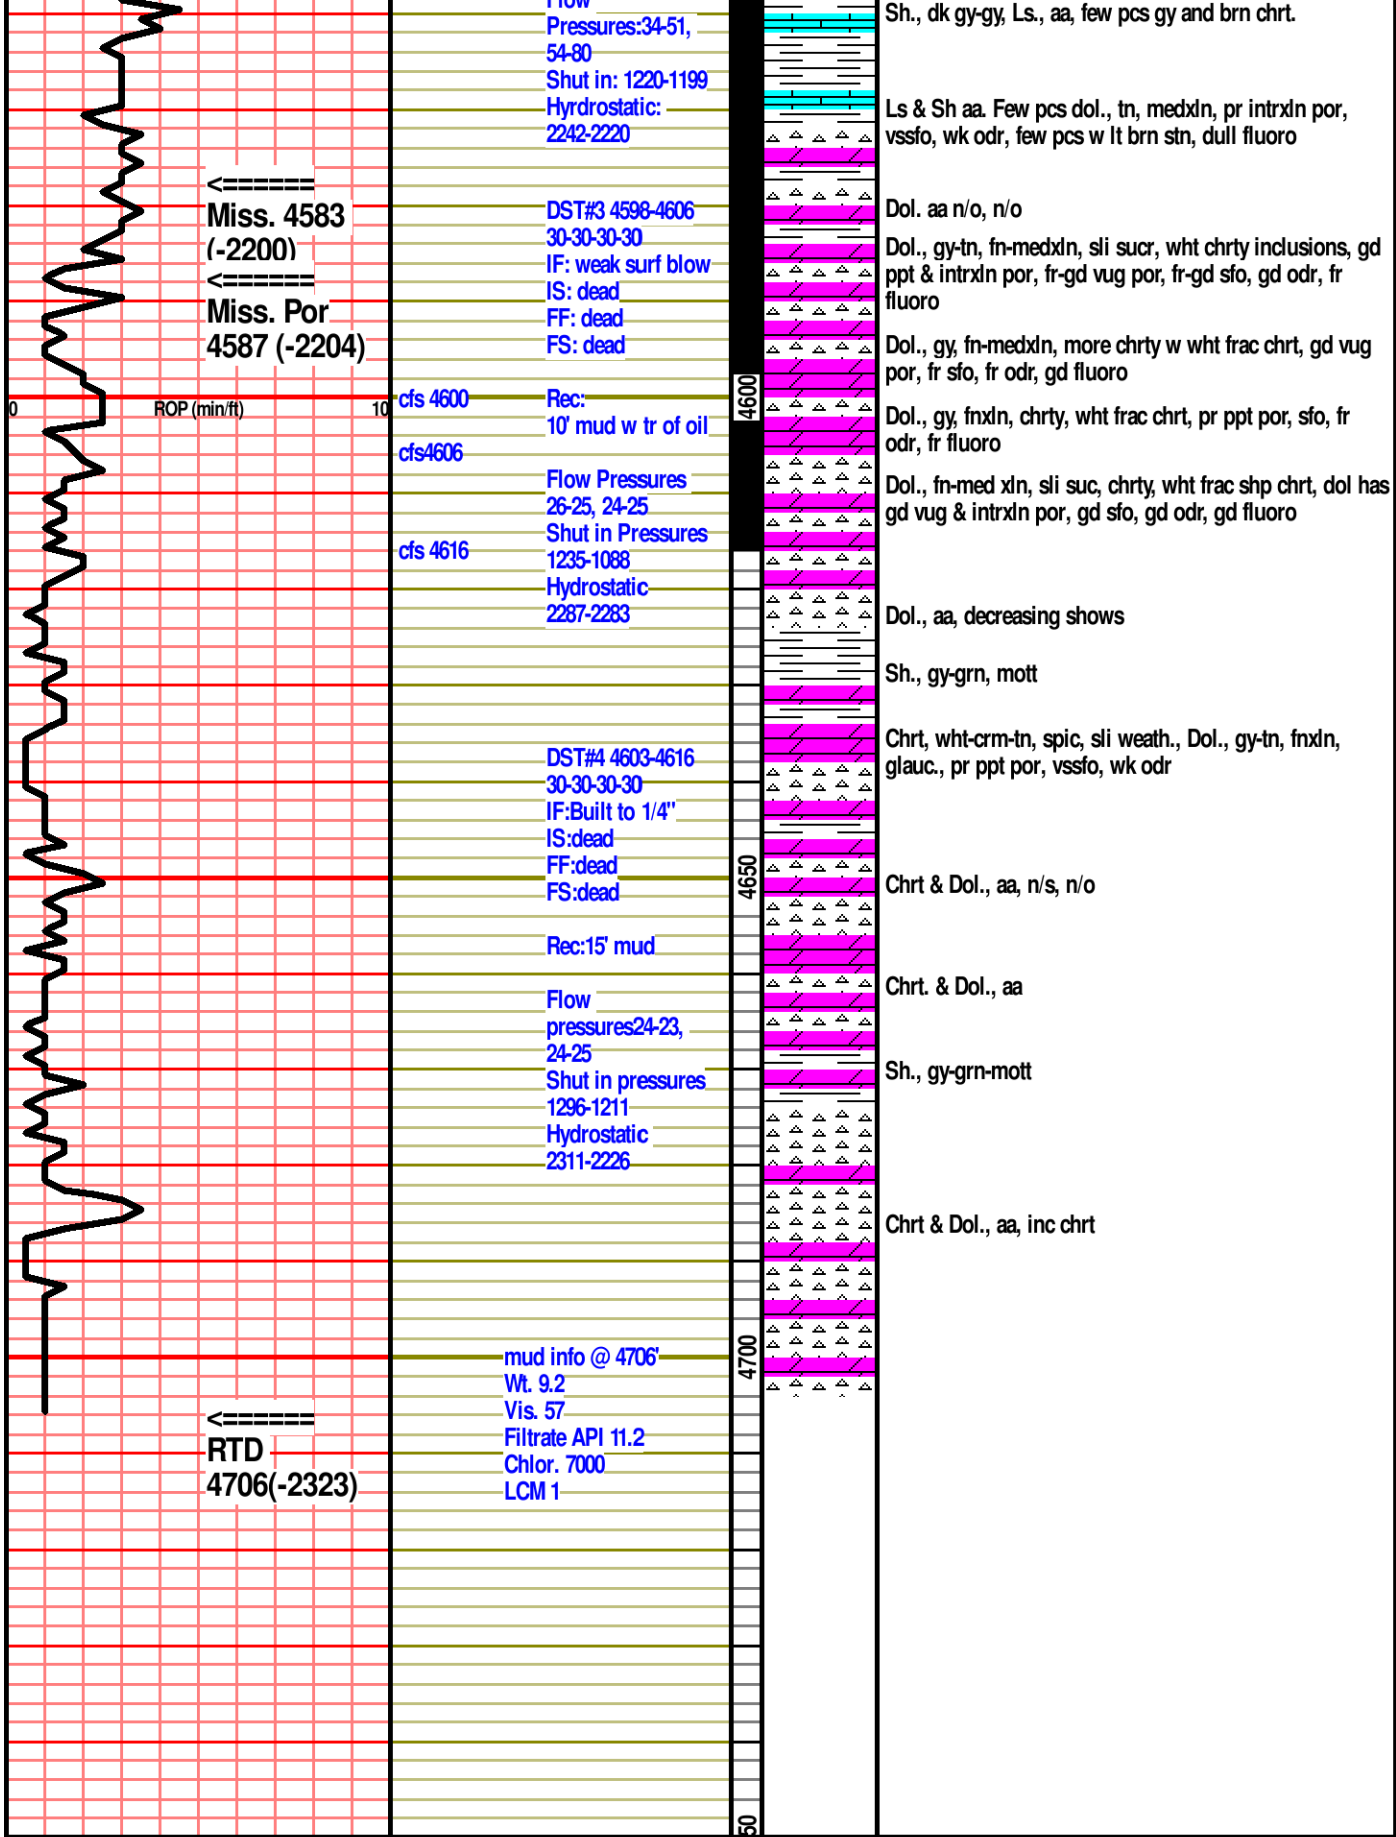 Flow
Pressures:34-51,
54-80
Shut in: 1220-1199
Hyrdrostatic:
2242-2220
<======
Miss. 4583
(-2200)
<======
Miss. Por
4587 (-2204)
0 ROP (min/ft) 10
<======
RTD
4706(-2323)
cfs 4600
cfs4606
cfs 4616
DST#3 4598-4606
30-30-30-30
IF: weak surf blow
IS: dead
FF: dead
FS: dead
Rec:
10' mud w tr of oil
Flow Pressures
26-25, 24-25
Shut in Pressures
1235-1088
Hydrostatic
2287-2283
DST#4 4603-4616
30-30-30-30
IF:Built to 1/4"
IS:dead
FF:dead
FS:dead
Rec:15' mud
Flow
pressures24-23,
24-25
Shut in pressures
1296-1211
Hydrostatic
2311-2226
mud info @ 4706'
Wt. 9.2
Vis. 57
Filtrate API 11.2
Chlor. 7000
LCM 1
4600
4650
4700
50
Sh., dk gy-gy, Ls., aa, few pcs gy and brn chrt.
Ls & Sh aa. Few pcs dol., tn, medxln, pr intrxln por,
vssfo, wk odr, few pcs w lt brn stn, dull fluoro
Dol. aa n/o, n/o
Dol., gy-tn, fn-medxln, sli sucr, wht chrty inclusions, gd
ppt & intrxln por, fr-gd vug por, fr-gd sfo, gd odr, fr
fluoro
Dol., gy, fn-medxln, more chrty w wht frac chrt, gd vug
por, fr sfo, fr odr, gd fluoro
Dol., gy, fnxln, chrty, wht frac chrt, pr ppt por, sfo, fr
odr, fr fluoro
Dol., fn-med xln, sli suc, chrty, wht frac shp chrt, dol has
gd vug & intrxln por, gd sfo, gd odr, gd fluoro
Dol., aa, decreasing shows
Sh., gy-grn, mott
Chrt, wht-crm-tn, spic, sli weath., Dol., gy-tn, fnxln,
glauc., pr ppt por, vssfo, wk odr
Chrt & Dol., aa, n/s, n/o
Chrt. & Dol., aa
Sh., gy-grn-mott
Chrt & Dol., aa, inc chrt